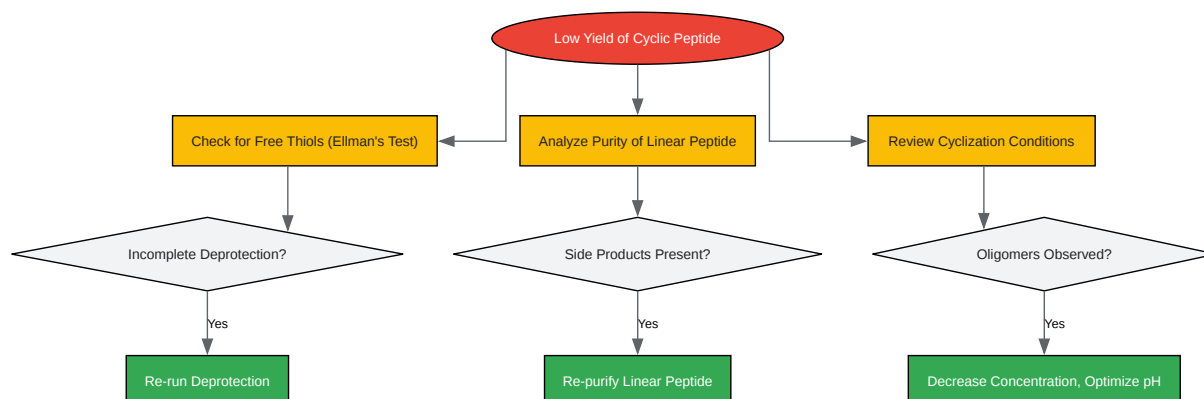 Low Yield of Cyclic Peptide
Check for Free Thiols (Ellman's Test)
Analyze Purity of Linear Peptide
Review Cyclization Conditions
Incomplete Deprotection?
Side Products Present?
Oligomers Observed?
Yes
Yes
Yes
Re-run Deprotection
Re-purify Linear Peptide
Decrease Concentration, Optimize pH